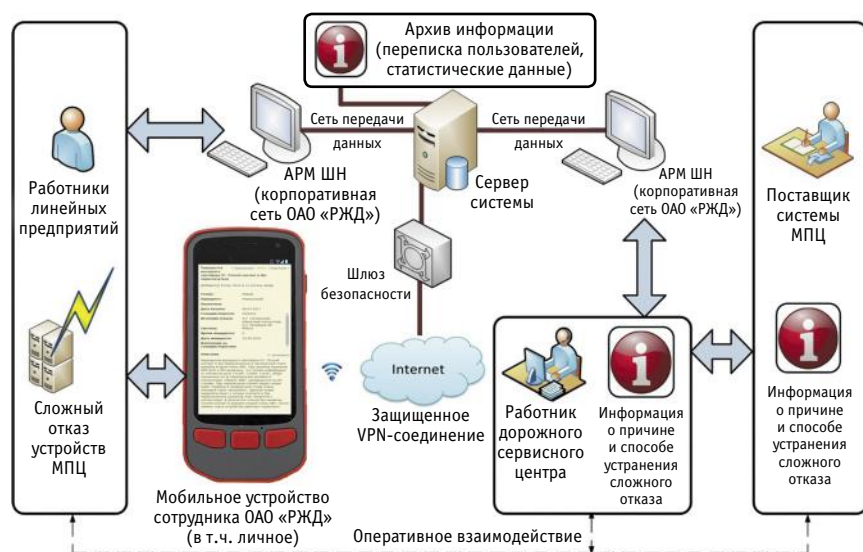 Архив информации
(переписка пользователей,
статистические данные)
Сеть передачи
данных
Сеть передачи
данных
АРМ ШН
(корпоративная
сеть ОАО «РЖД»)
Сервер
системы
АРМ ШН
(корпоративная
сеть ОАО «РЖД»)
Работники
линейных
предприятий
Поставщик
системы
МПЦ
Шлюз
безопасности
Internet
Защищенное
VPN-соединение
Сложный
отказ
устройств
МПЦ
Работник
дорожного
сервисного
центра
Информация
о причине
и способе
устранения
сложного
отказа
Информация
о причине
и способе
устранения
сложного
отказа
Мобильное устройство
сотрудника ОАО «РЖД»
(в т.ч. личное)
Оперативное взаимодействие